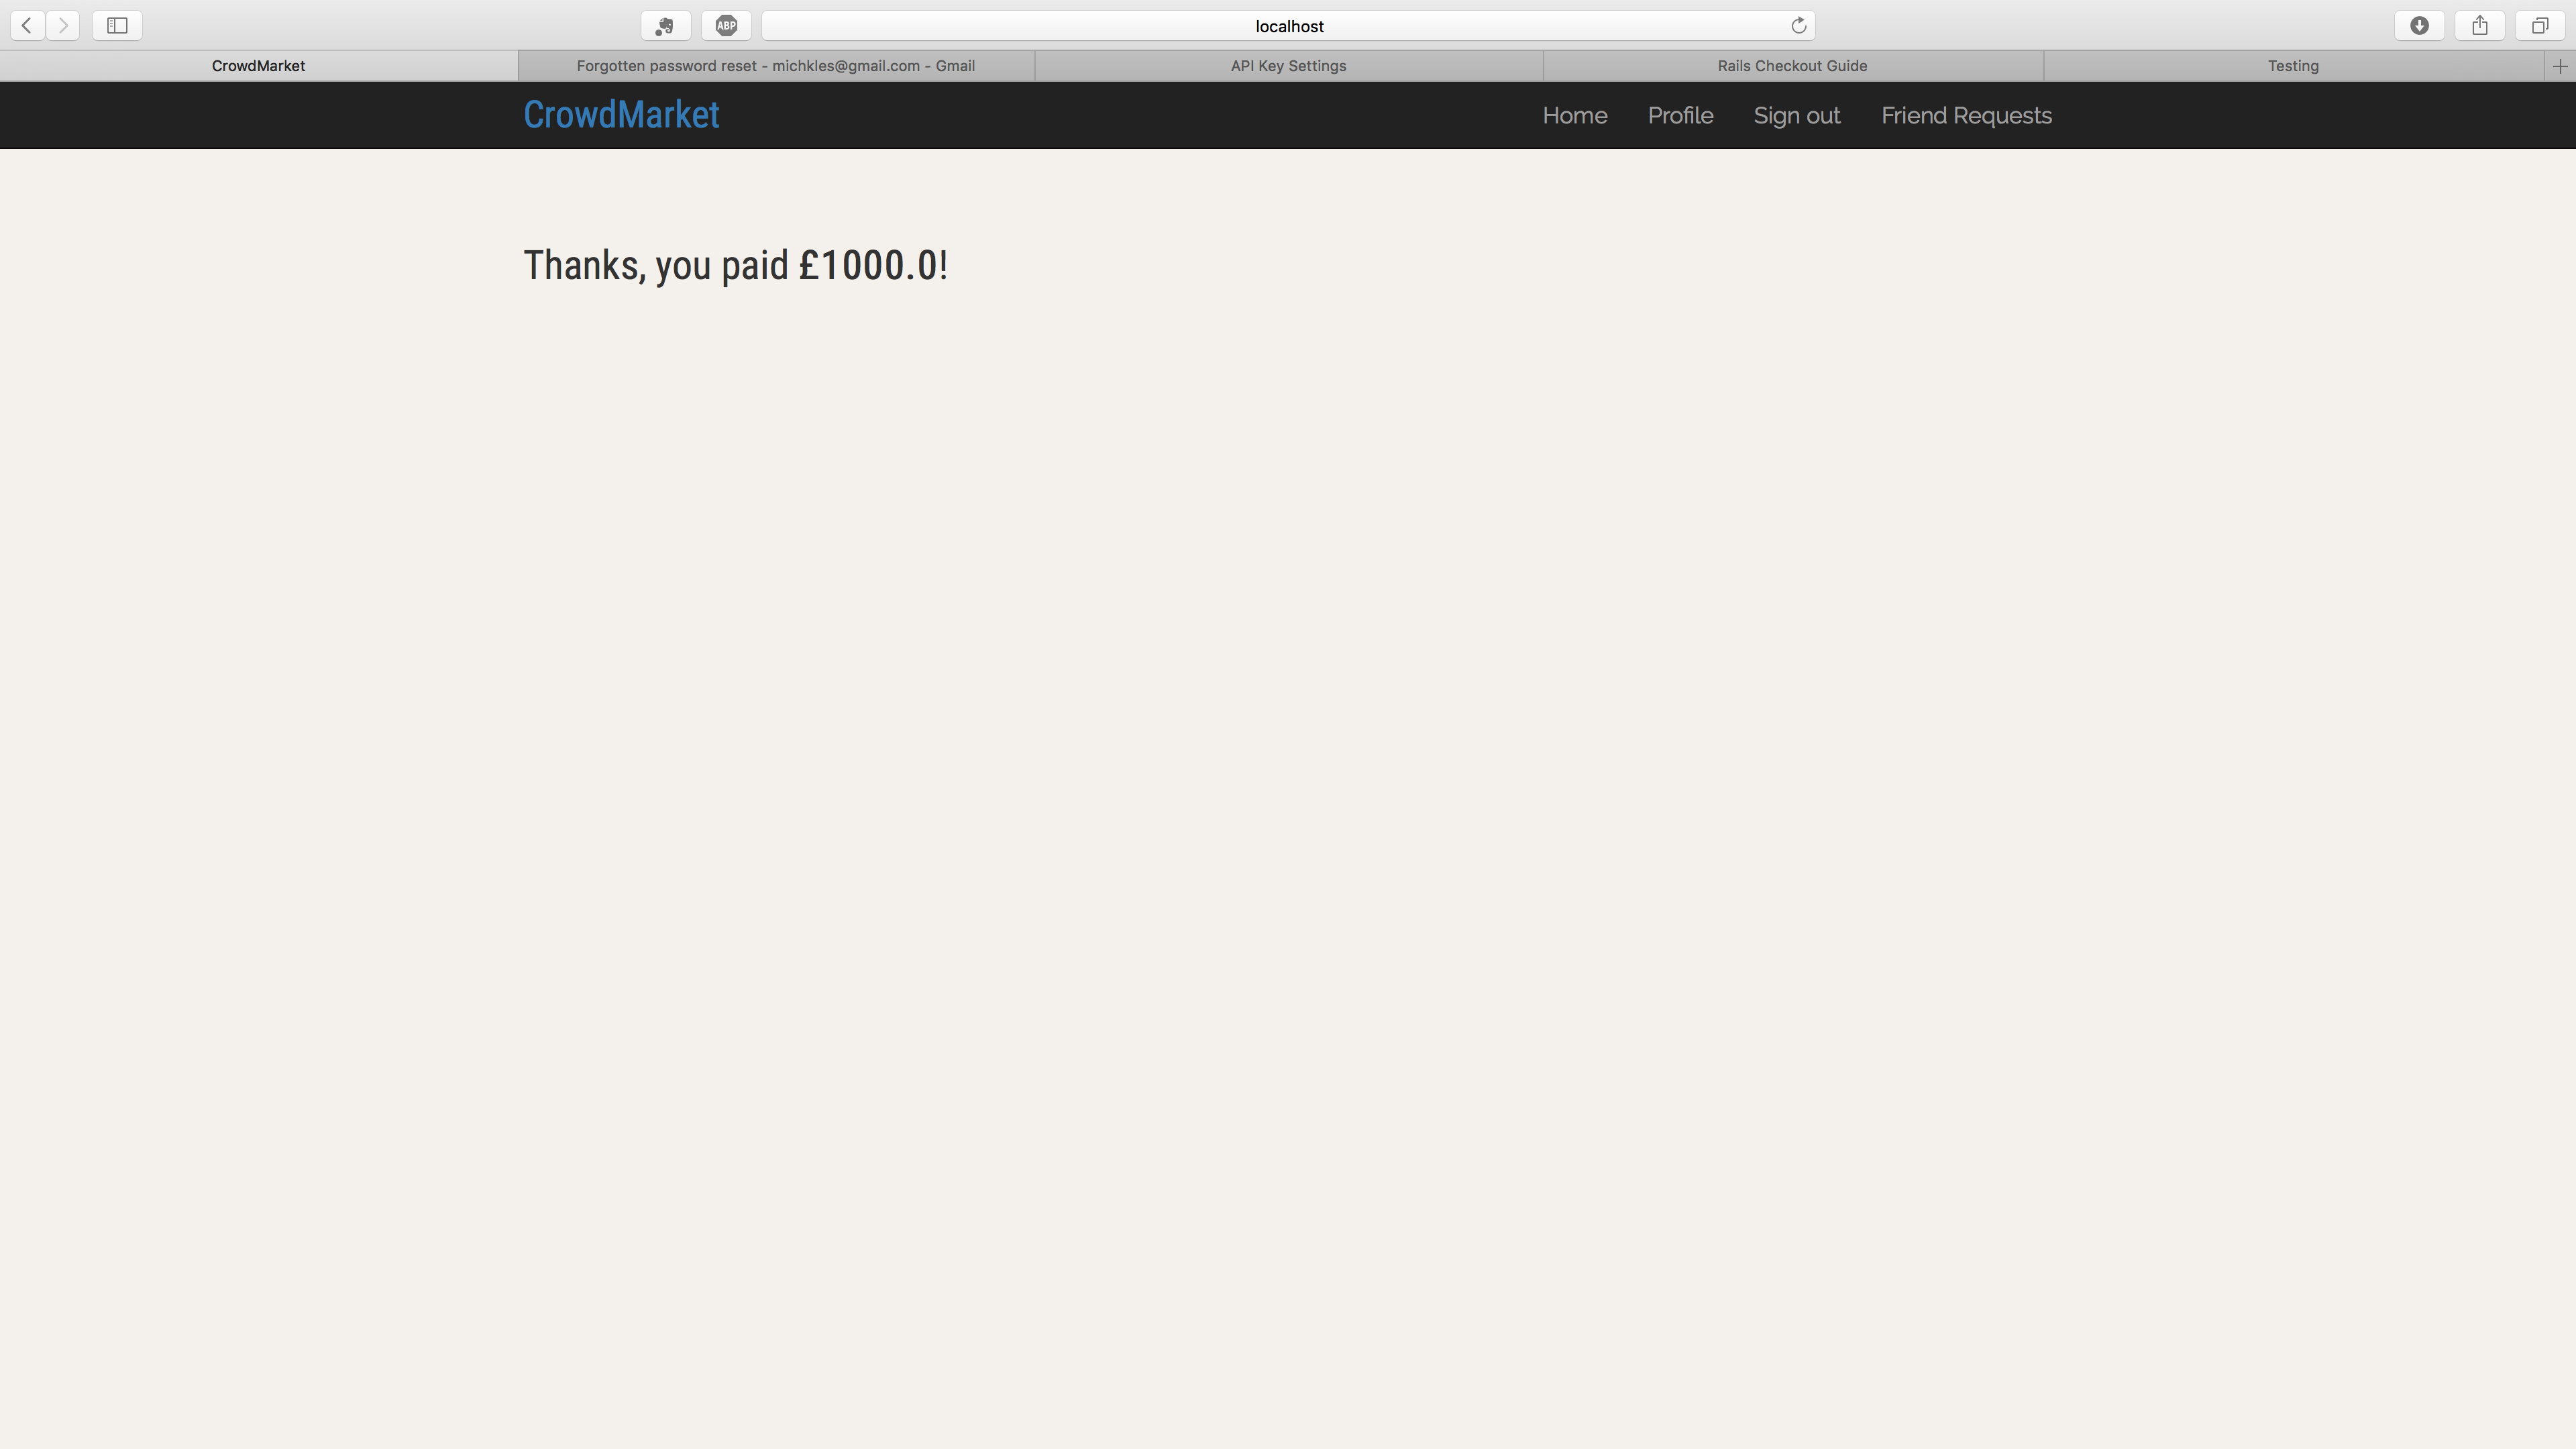 ABP
localhost
CrowdMarket
Forgotten password reset - michkles@gmail.com - Gmail
API Key Settings
Rails Checkout Guide
Testing
CrowdMarket
Home
Profile
Sign out
Friend Requests
Thanks, you paid £1000.0!